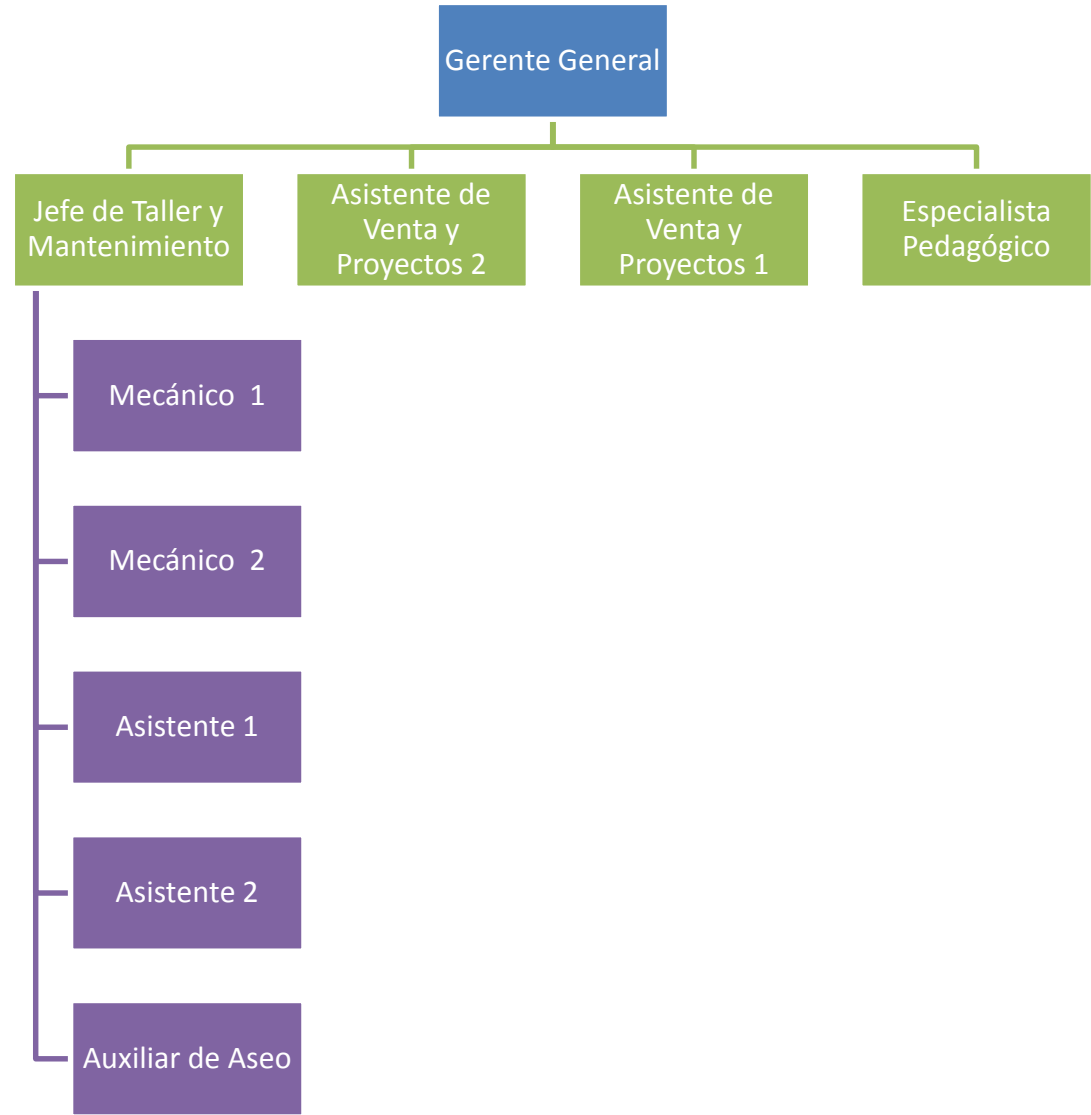 Gerente General
Jefe de Taller y
Mantenimiento
Asistente de
Venta y
Proyectos 2
Asistente de
Venta y
Proyectos 1
Especialista
Pedagógico
Mecánico  1
Mecánico  2
Asistente 1
Asistente 2
Auxiliar de Aseo